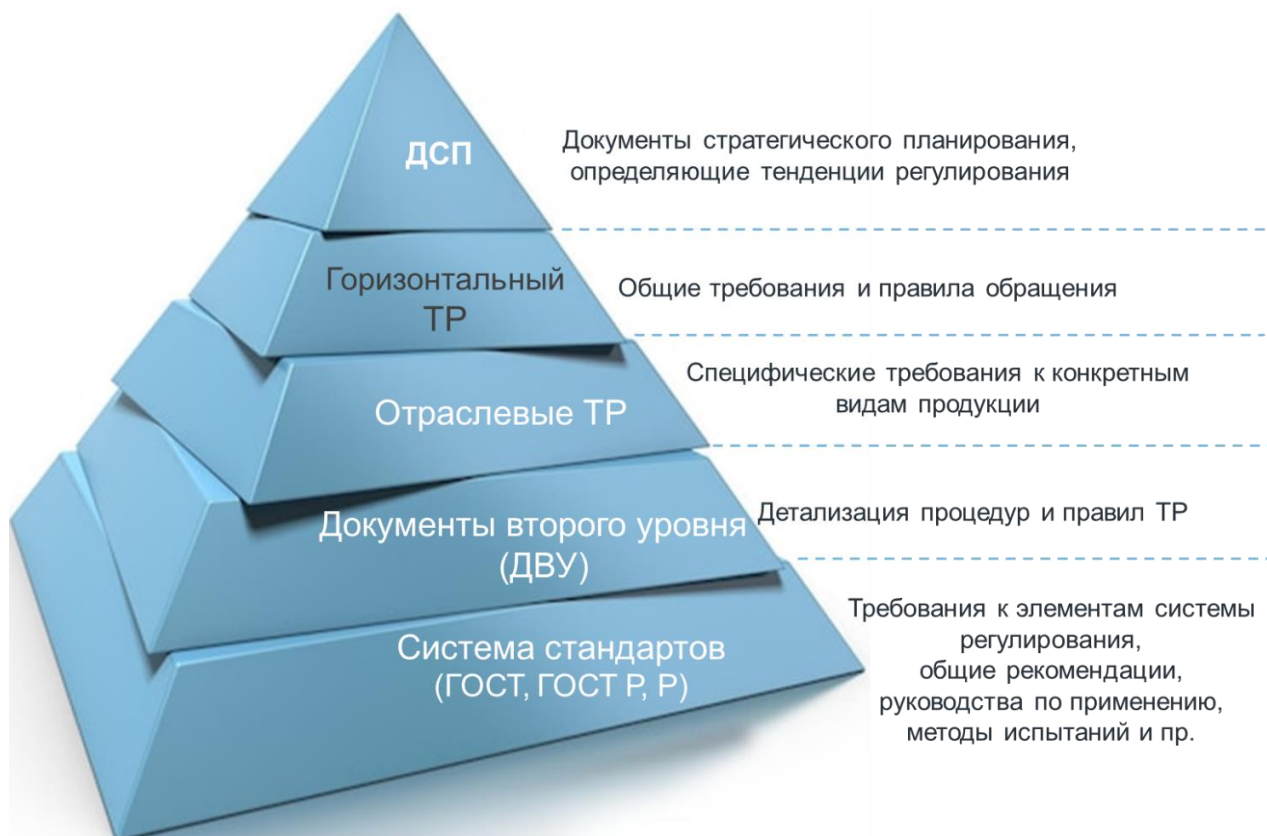 ДСП
Документы стратегического планирования,
определяющие тенденции регулирования
Горизонтальный
ТР
Общие требования и правила обращения
Отраслевые ТР
Специфические требования к конкретным
видам продукции
Документы второго уровня
(ДВУ)
Детализация процедур и правил ТР
Система стандартов
(ГОСТ, ГОСТ Р, Р)
Требования к элементам системы
регулирования,
общие рекомендации,
руководства по применению,
методы испытаний и пр.